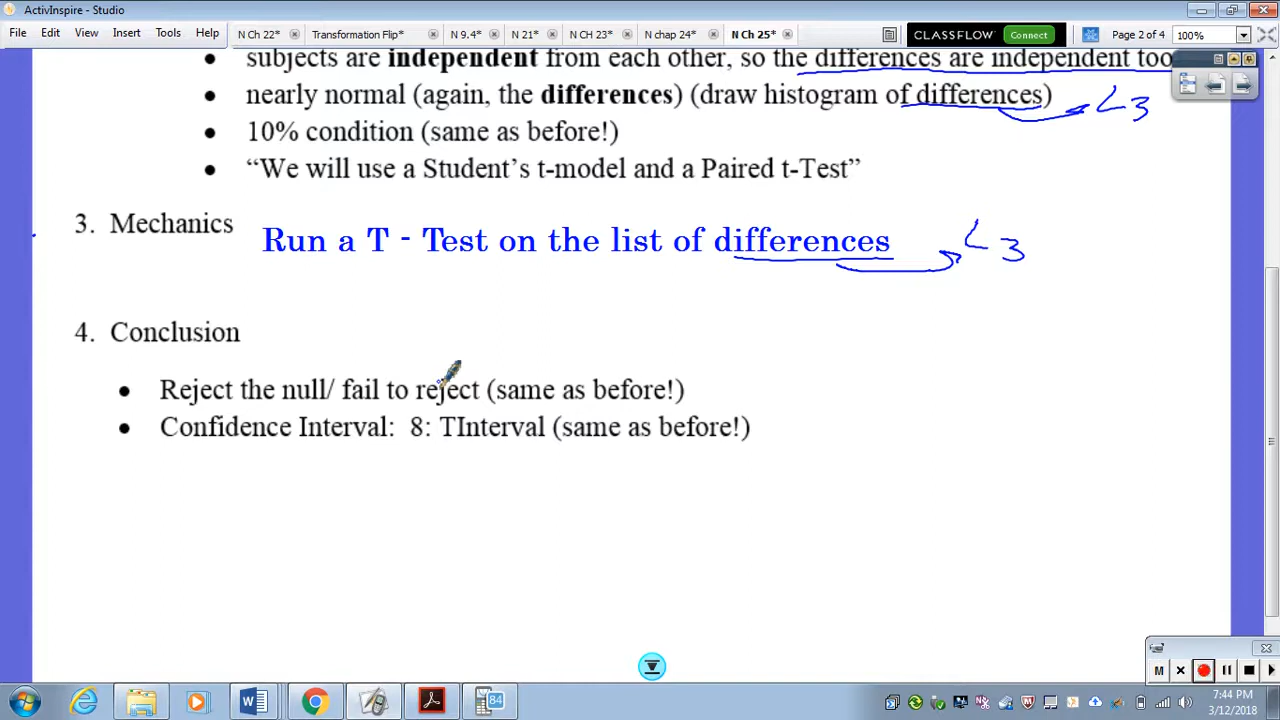 ActivInspire - Studio
File Edit View Insert Tools Help
N Ch 22* Transformation Flip* N 9.4* N 21* N CH 23* N chap 24* N Ch 25* CLASSFLOW Connect Page 2 of 4 100%
subjects are independent from each other, so the differences are independent too
nearly normal (again, the differences) (draw histogram of differences) L3
10% condition (same as before!)
“We will use a Student’s t-model and a Paired t-Test”
3. Mechanics Run a T - Test on the list of differences L3
4. Conclusion
Reject the null/ fail to reject (same as before!)
Confidence Interval: 8: TInterval (same as before!)
M
84
7:44 PM
3/12/2018